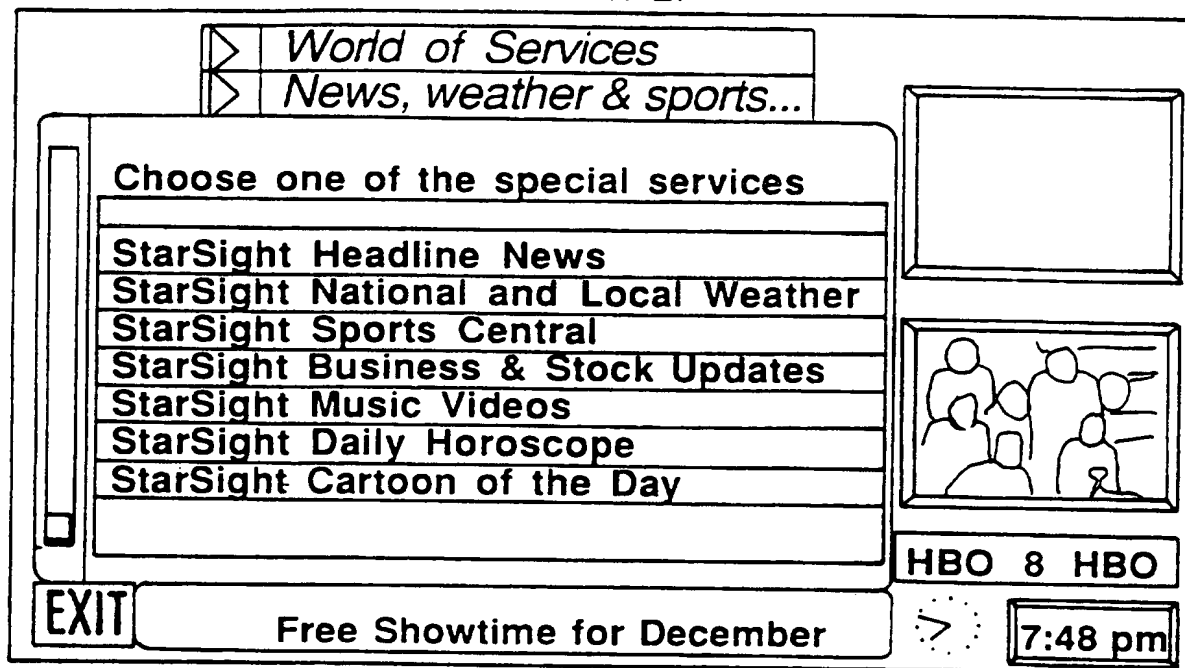 World of Services
News, weather & sports...
Choose one of the special services
StarSight Headline News
StarSight National and Local Weather
StarSight Sports Central
StarSight Business & Stock Updates
StarSight Music Videos
StarSight Daily Horoscope
StarSight Cartoon of the Day
HBO 8 HBO
EXIT
Free Showtime for December
7:48 pm